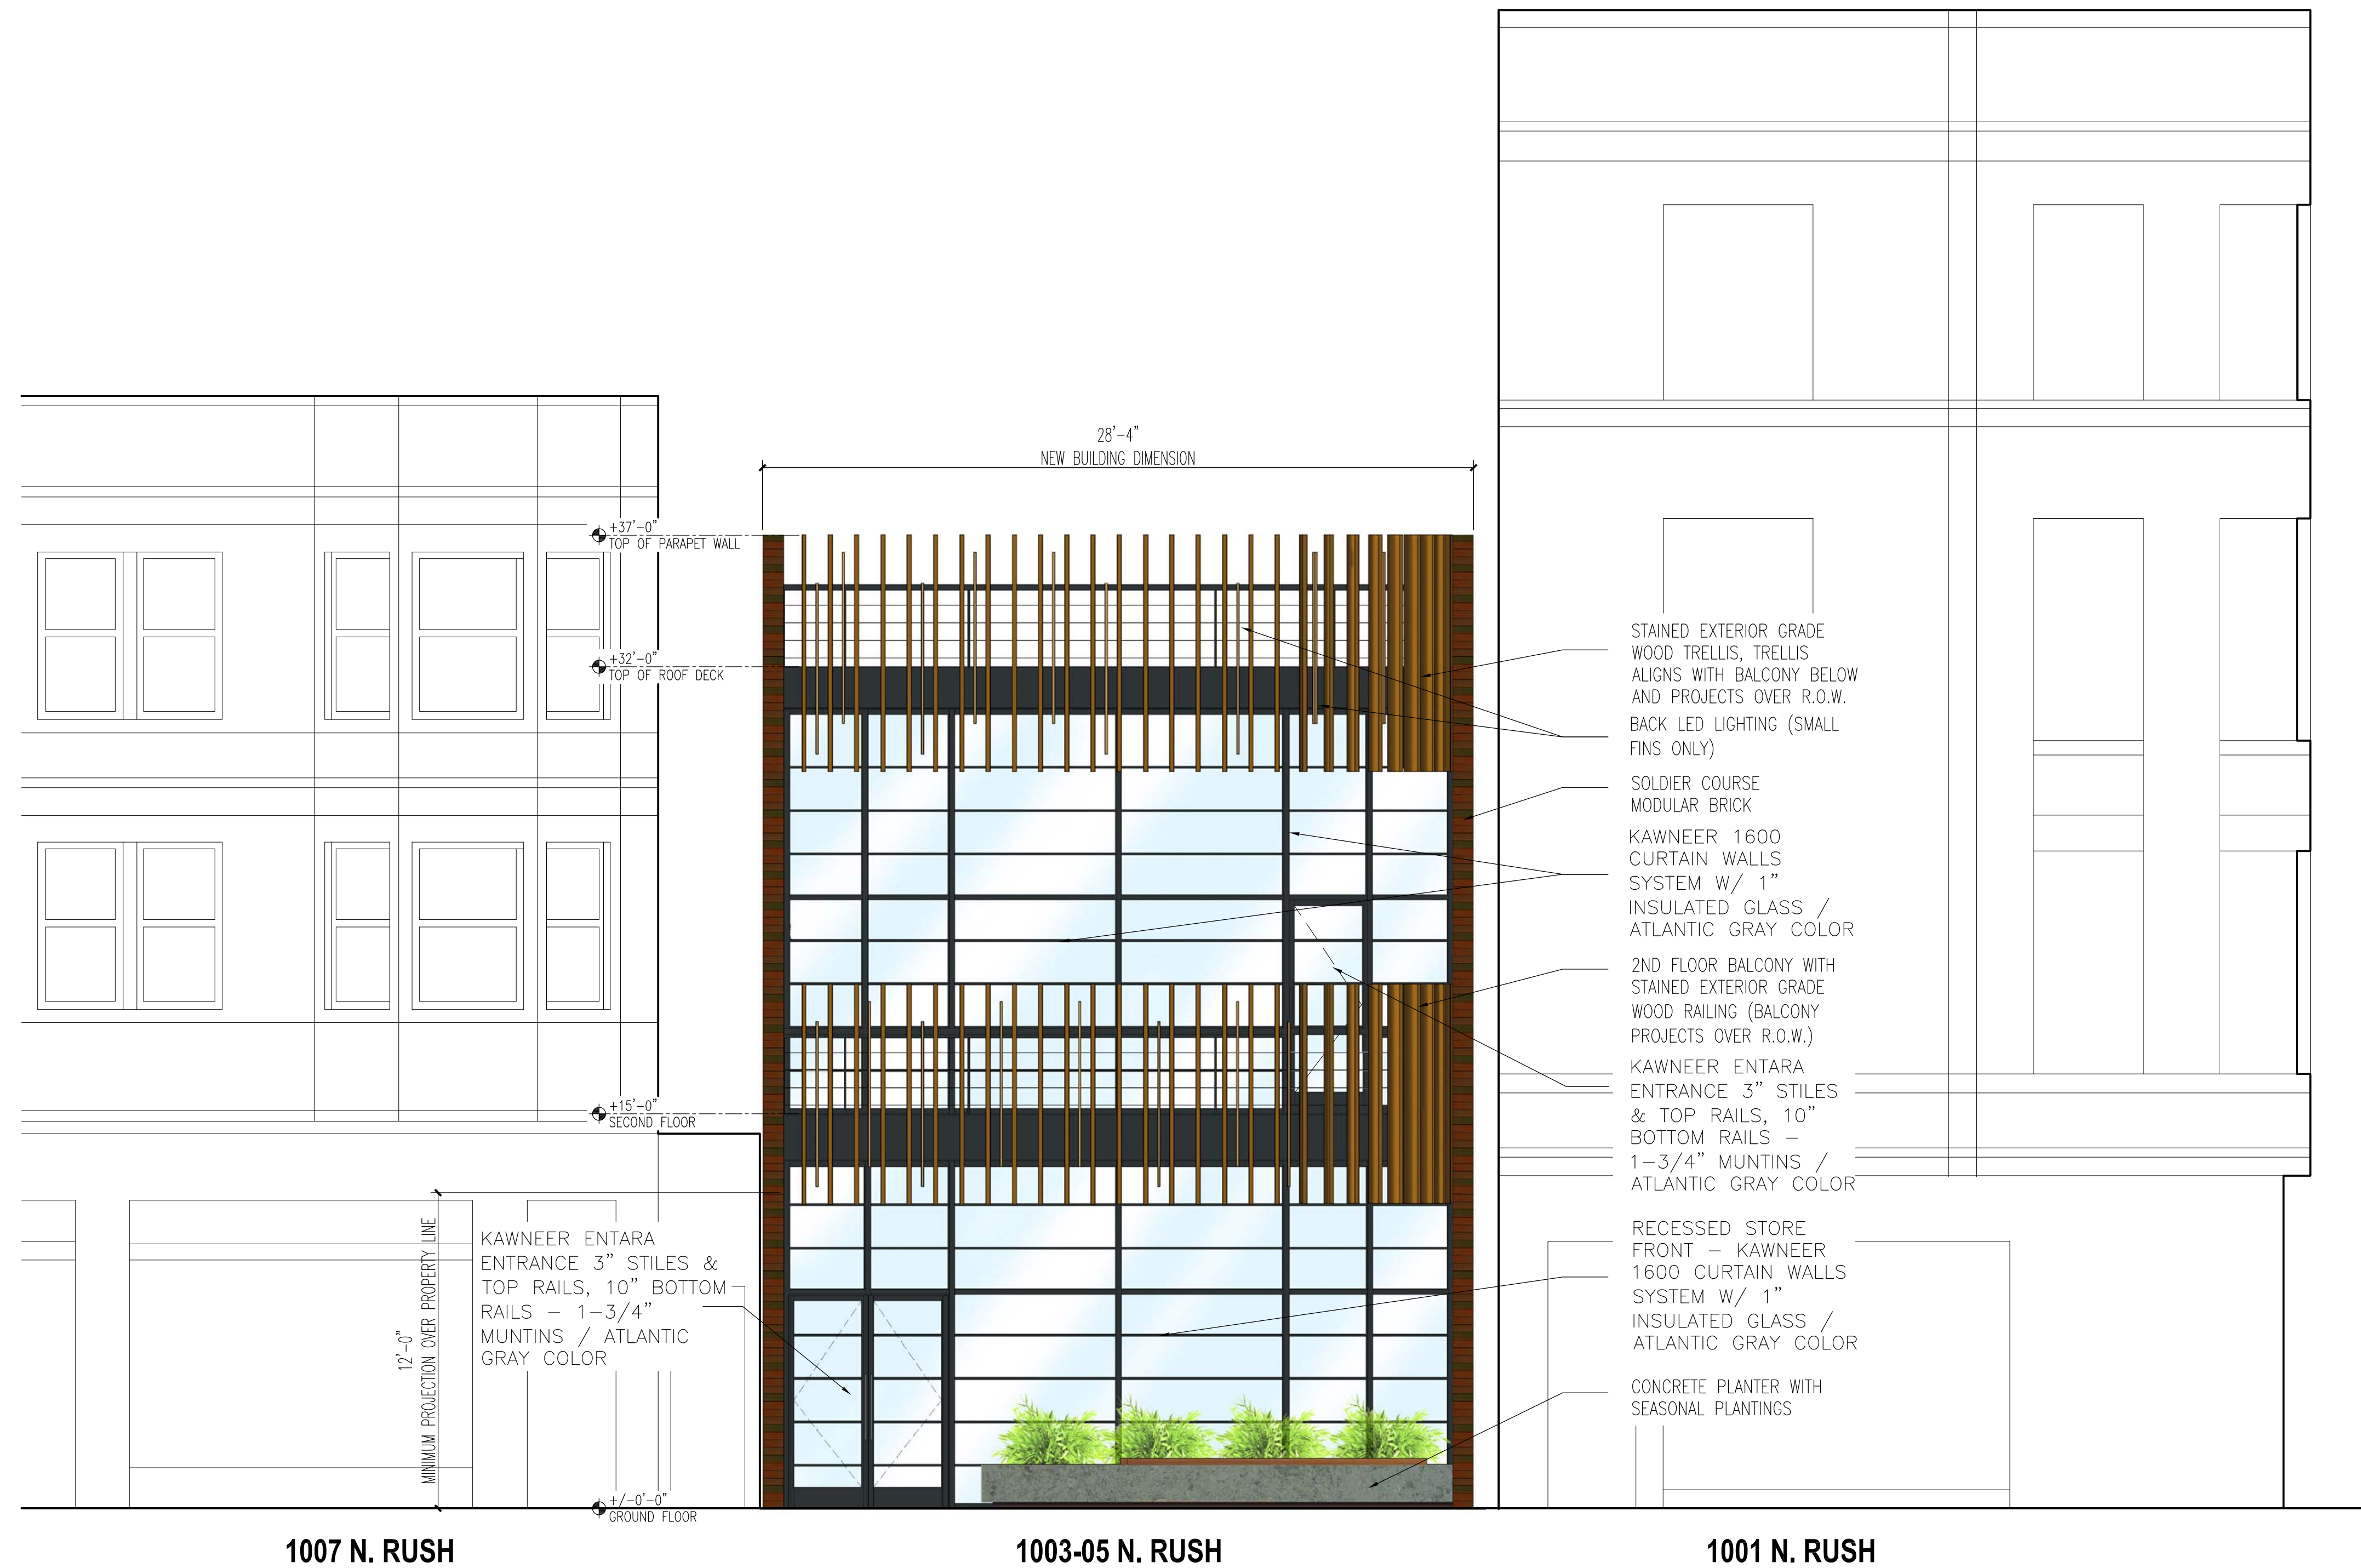 28'-4"
NEW BUILDING DIMENSION
+37'-0"
TOP OF PARAPET WALL
+32'-0"
TOP OF ROOF DECK
+15'-0"
SECOND FLOOR
12'-0"
MINIMUM PROJECTION OVER PROPERTY LINE
KAWNEER ENTARA
ENTRANCE 3" STILES &
TOP RAILS, 10" BOTTOM
RAILS - 1-3/4"
MUNTINS / ATLANTIC
GRAY COLOR
+/-0'-0"
GROUND FLOOR
STAINED EXTERIOR GRADE
WOOD TRELLIS, TRELLIS
ALIGNS WITH BALCONY BELOW
AND PROJECTS OVER R.O.W.
BACK LED LIGHTING (SMALL
FINS ONLY)
SOLDIER COURSE
MODULAR BRICK
KAWNEER 1600
CURTAIN WALLS
SYSTEM W/ 1"
INSULATED GLASS /
ATLANTIC GRAY COLOR
2ND FLOOR BALCONY WITH
STAINED EXTERIOR GRADE
WOOD RAILING (BALCONY
PROJECTS OVER R.O.W.)
KAWNEER ENTARA
ENTRANCE 3" STILES
& TOP RAILS, 10"
BOTTOM RAILS -
1-3/4" MUNTINS /
ATLANTIC GRAY COLOR
RECESSED STORE
FRONT - KAWNEER
1600 CURTAIN WALLS
SYSTEM W/ 1"
INSULATED GLASS /
ATLANTIC GRAY COLOR
CONCRETE PLANTER WITH
SEASONAL PLANTINGS
1007 N. RUSH
1003-05 N. RUSH
1001 N. RUSH